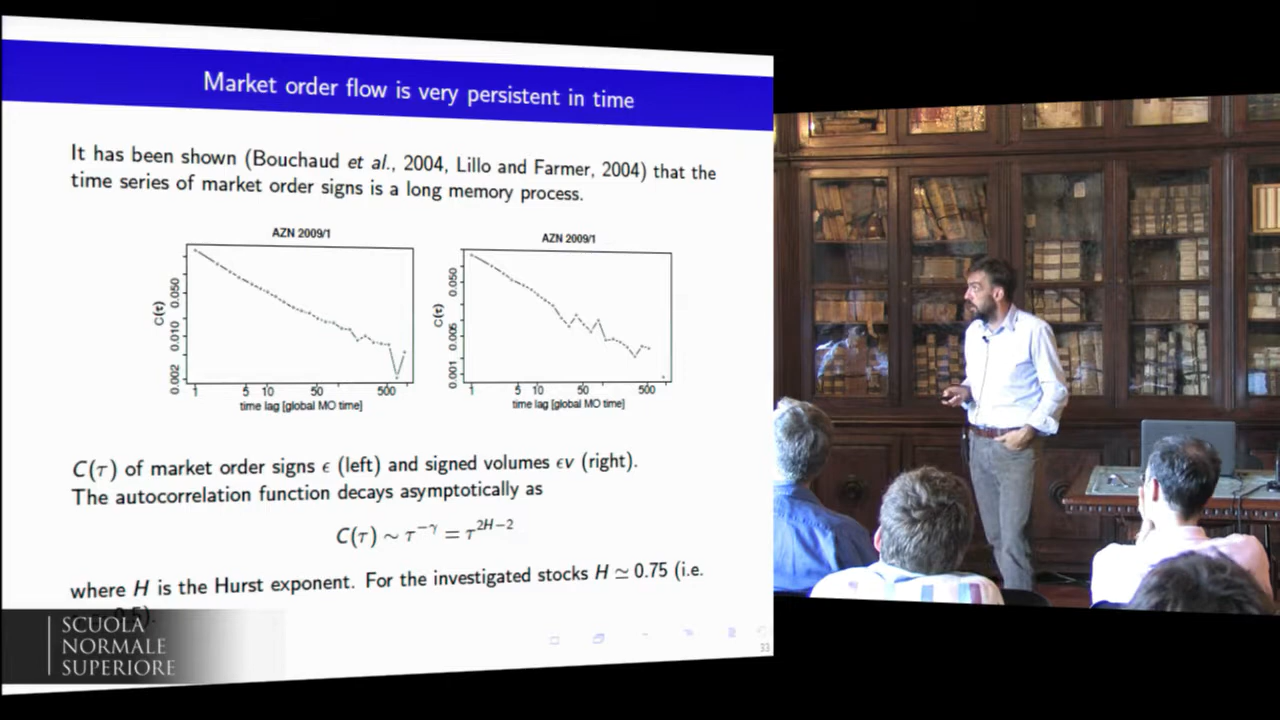 Market order flow is very persistent in time
It has been shown (Bouchaud et al., 2004, Lillo and Farmer, 2004) that the
time series of market order signs is a long memory process.
AZN 2009/1
C(τ)
0.050
0.010
0.002
1 5 10 50 500
time lag [global MO time]
AZN 2009/1
C(τ)
0.050
0.005
0.001
1 5 10 50 500
time lag [global MO time]
C(τ) of market order signs ϵ (left) and signed volumes ϵv (right).
The autocorrelation function decays asymptotically as
C(τ) ∼ τ^{−γ} = τ^{2H−2}
where H is the Hurst exponent. For the investigated stocks H ≃ 0.75 (i.e.
33
SCUOLA
NORMALE
SUPERIORE